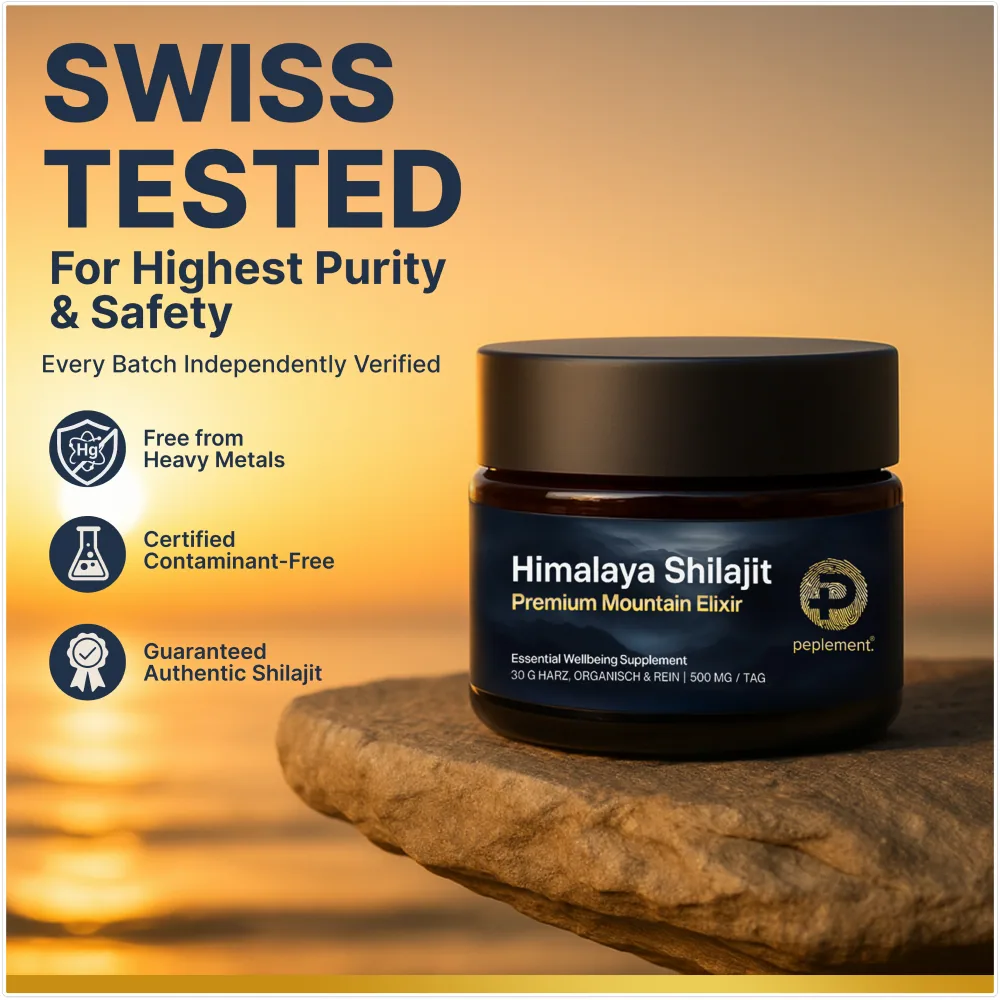 SWISS
TESTED
For Highest Purity
& Safety
Every Batch Independently Verified
Hg
Free from
Heavy Metals
Certified
Contaminant-Free
Guaranteed
Authentic Shilajit
Himalaya Shilajit
Premium Mountain Elixir
peplement®
Essential Wellbeing Supplement
30 G HARZ, ORGANISCH & REIN | 500 MG / TAG